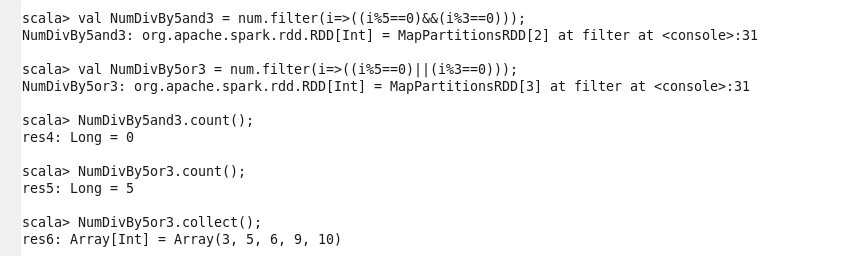 scala> val NumDivBy5and3 = num.filter(i=>((i%5==0)&&(i%3==0)));
NumDivBy5and3: org.apache.spark.rdd.RDD[Int] = MapPartitionsRDD[2] at filter at <console>:31
scala> val NumDivBy5or3 = num.filter(i=>((i%5==0)||(i%3==0)));
NumDivBy5or3: org.apache.spark.rdd.RDD[Int] = MapPartitionsRDD[3] at filter at <console>:31
scala> NumDivBy5and3.count();
res4: Long = 0
scala> NumDivBy5or3.count();
res5: Long = 5
scala> NumDivBy5or3.collect();
res6: Array[Int] = Array(3, 5, 6, 9, 10)